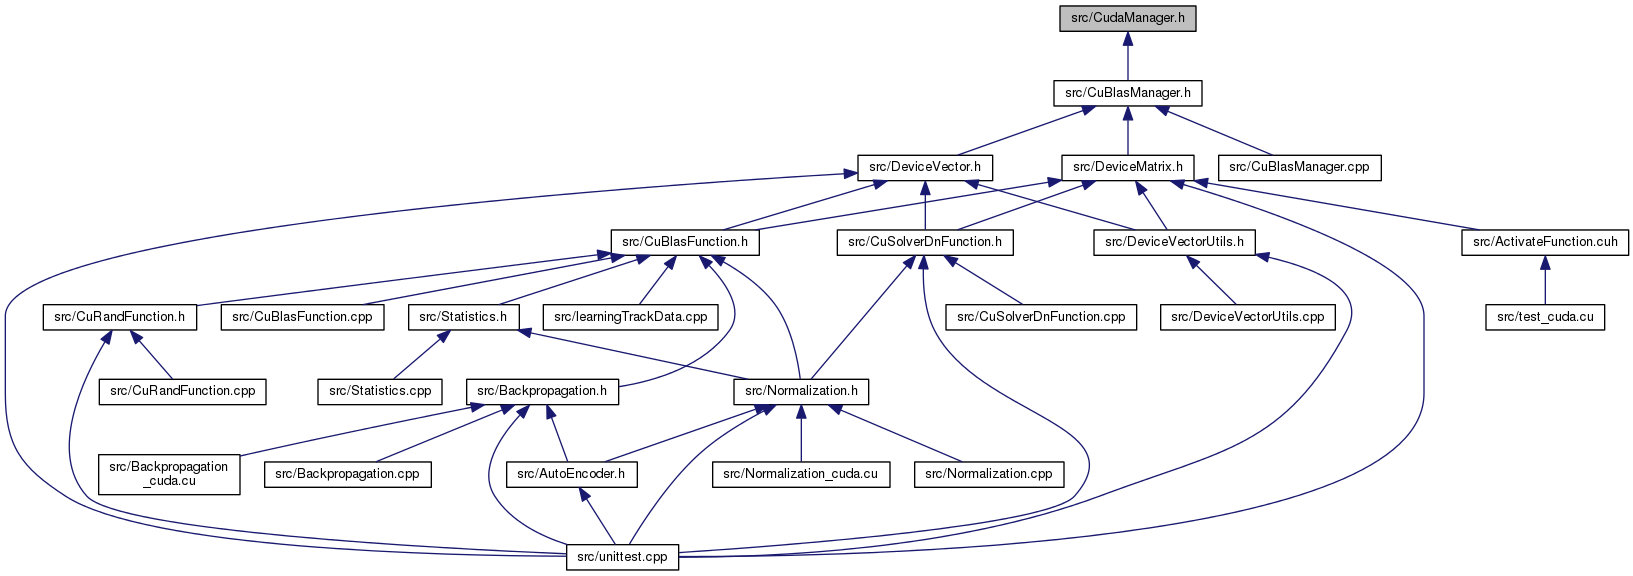 src/CudaManager.h
src/CuBlasManager.h
src/DeviceVector.h
src/DeviceMatrix.h
src/CuBlasManager.cpp
src/CuBlasFunction.h
src/CuSolverDnFunction.h
src/DeviceVectorUtils.h
src/ActivateFunction.cuh
src/CuRandFunction.h
src/CuBlasFunction.cpp
src/Statistics.h
src/learningTrackData.cpp
src/CuSolverDnFunction.cpp
src/DeviceVectorUtils.cpp
src/test_cuda.cu
src/CuRandFunction.cpp
src/Statistics.cpp
src/Backpropagation.h
src/Normalization.h
src/Backpropagation
_cuda.cu
src/Backpropagation.cpp
src/AutoEncoder.h
src/Normalization_cuda.cu
src/Normalization.cpp
src/unittest.cpp